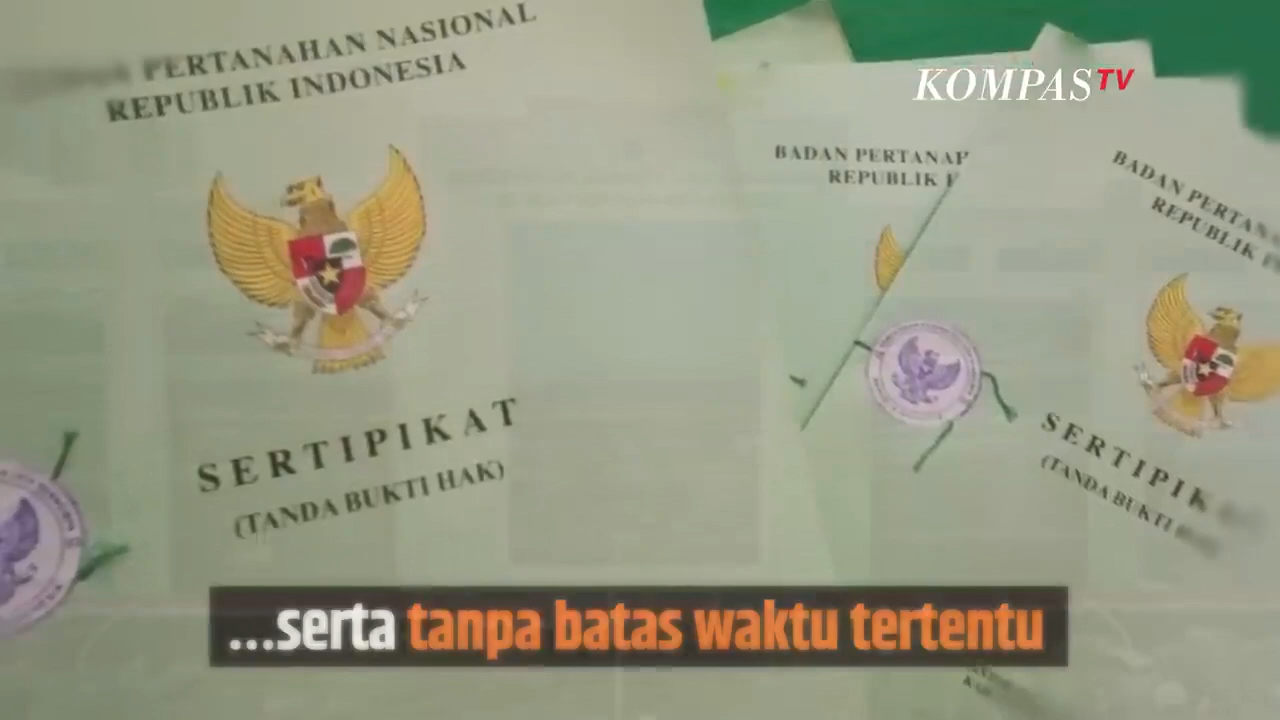 PERTANAHAN NASIONAL
REPUBLIK INDONESIA
SERTIPIKAT
(TANDA BUKTI HAK)
KOMPASTV
BADAN PERTANAH
REPUBLIK
BADAN PERTANA
REPUBLIK
SERTIPIK
(TANDA BUKTI
...serta tanpa batas waktu tertentu